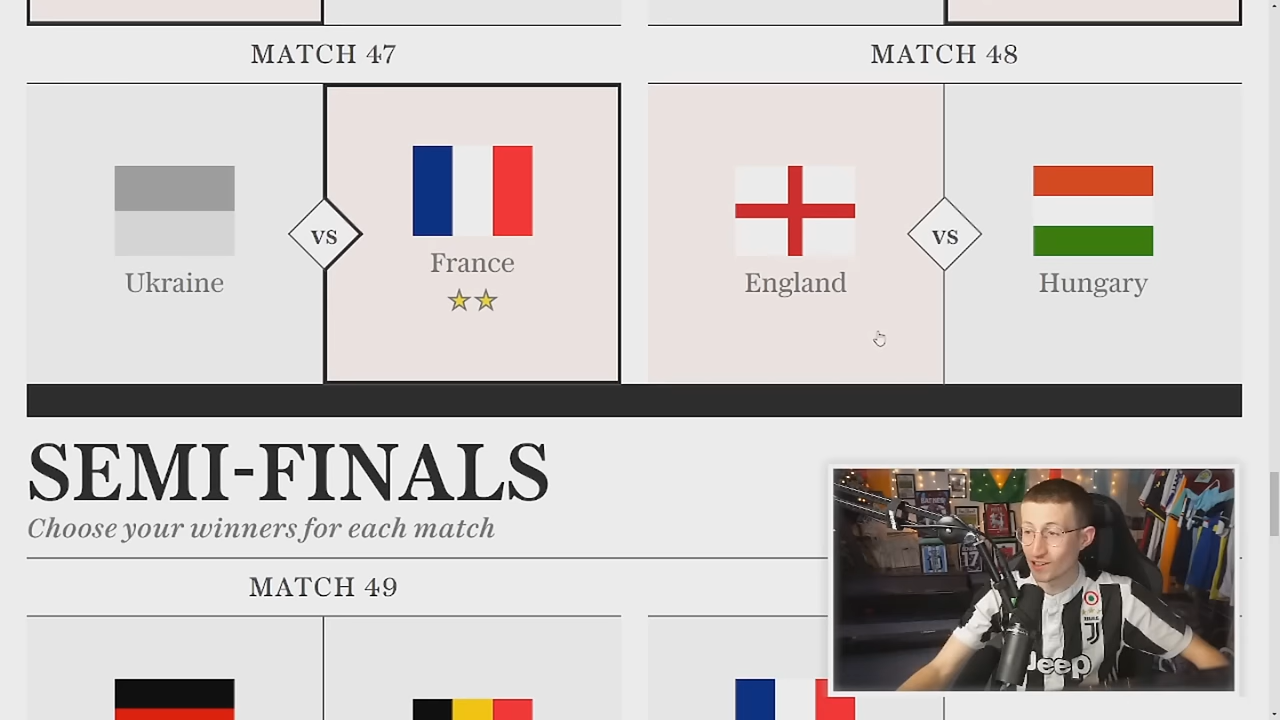 MATCH 47
MATCH 48
VS
Ukraine
France
VS
England
Hungary
SEMI-FINALS
Choose your winners for each match
MATCH 49
Jeep